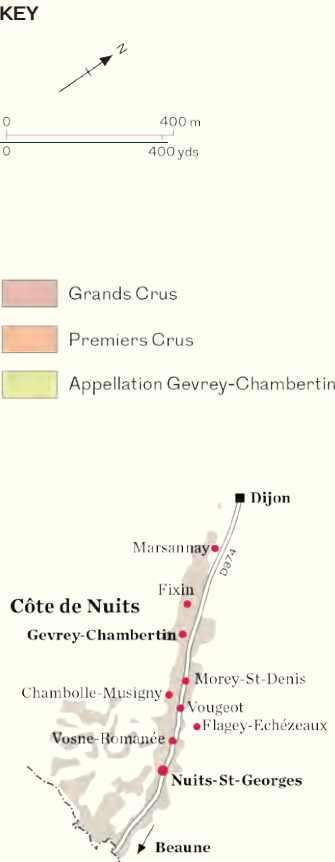 KEY
N
0 400 m
0 400 yds
Grands Crus
Premiers Crus
Appellation Gevrey-Chambertin
Dijon
Marsannay
D974
Fixin
Côte de Nuits
Gevrey-Chambertin
Morey-St-Denis
Chambolle-Musigny
Vougeot
Flagey-Echézeaux
Vosne-Romanée
Nuits-St-Georges
Beaune